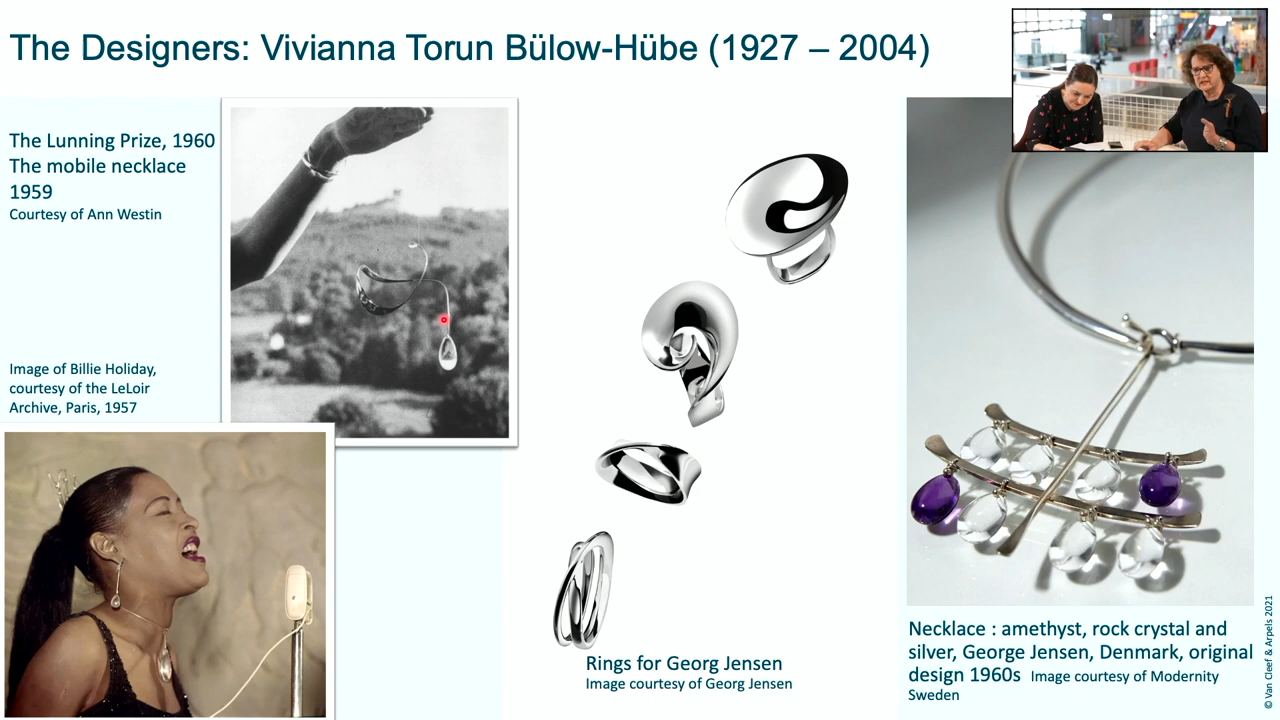 The Designers: Vivianna Torun Bülow-Hübe (1927 – 2004)
The Lunning Prize, 1960
The mobile necklace
1959
Courtesy of Ann Westin
Image of Billie Holiday,
courtesy of the LeLoir
Archive, Paris, 1957
Rings for Georg Jensen
Image courtesy of Georg Jensen
Necklace : amethyst, rock crystal and
silver, George Jensen, Denmark, original
design 1960s Image courtesy of Modernity
Sweden
© Van Cleef & Arpels 2021